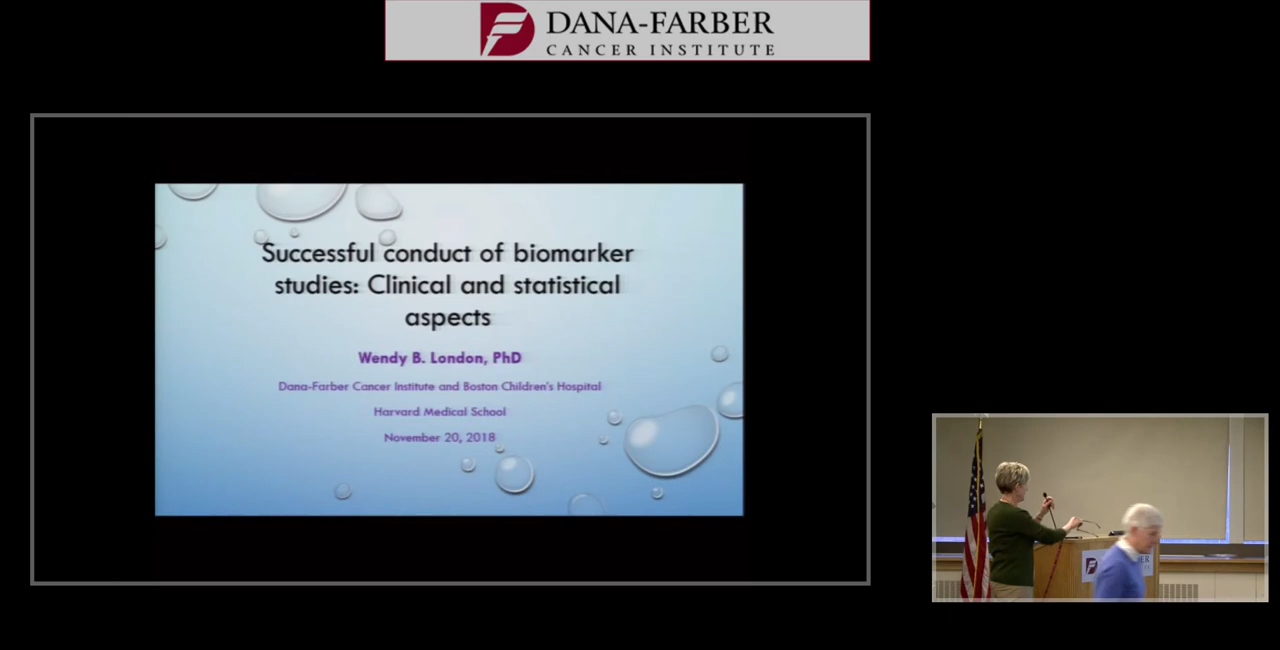 DANA-FARBER
CANCER INSTITUTE
Successful conduct of biomarker
studies: Clinical and statistical
aspects
Wendy B. London, PhD
Dana-Farber Cancer Institute and Boston Children's Hospital
Harvard Medical School
November 20, 2018